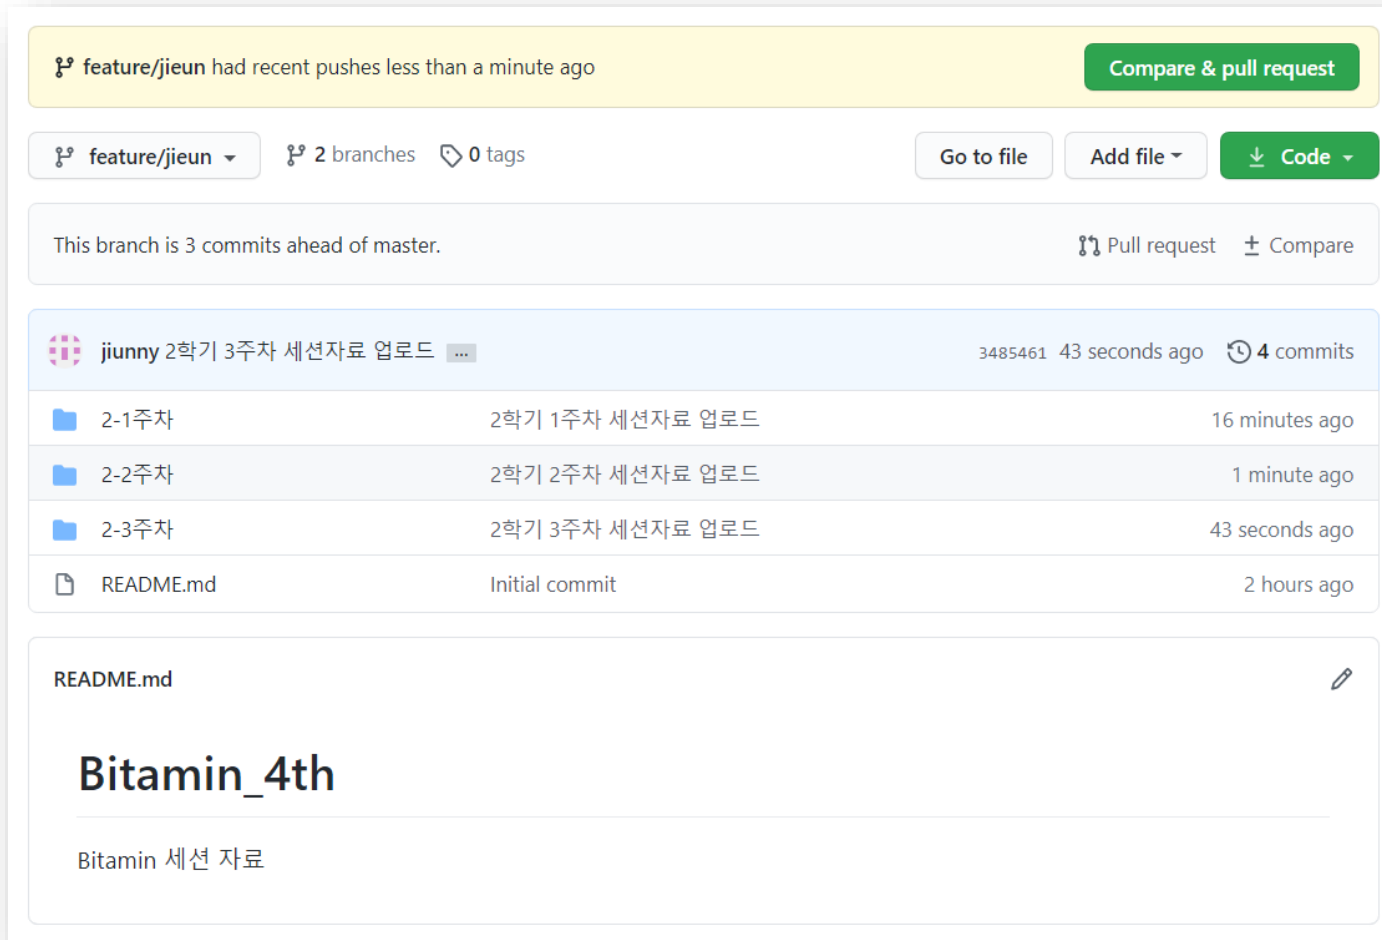 feature/jieun had recent pushes less than a minute ago
Compare & pull request
feature/jieun
2 branches
0 tags
Go to file
Add file
Code
This branch is 3 commits ahead of master.
Pull request
Compare
jiunny 2학기 3주차 세션자료 업로드 ...
3485461 43 seconds ago
4 commits
2-1주차 2학기 1주차 세션자료 업로드 16 minutes ago
2-2주차 2학기 2주차 세션자료 업로드 1 minute ago
2-3주차 2학기 3주차 세션자료 업로드 43 seconds ago
README.md Initial commit 2 hours ago
README.md
Bitamin_4th
Bitamin 세션 자료